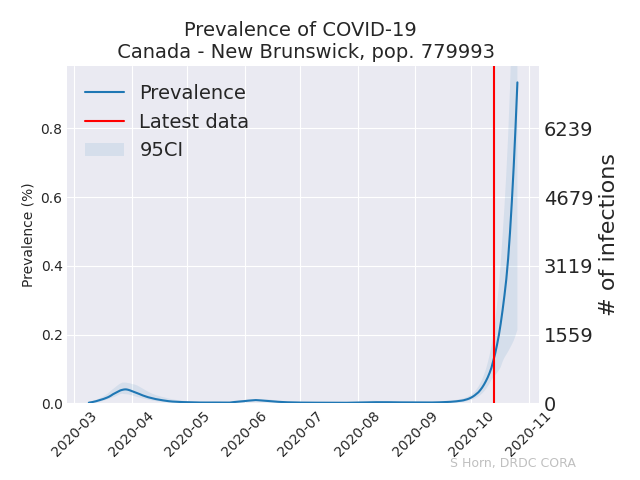 Prevalence of COVID-19
Canada - New Brunswick, pop. 779993
Prevalence
Latest data
95CI
Prevalence (%)
0.8
0.6
0.4
0.2
0.0
6239
4679
3119
1559
0
# of infections
2020-03
2020-04
2020-05
2020-06
2020-07
2020-08
2020-09
2020-10
2020-11
S Horn, DRDC CORA